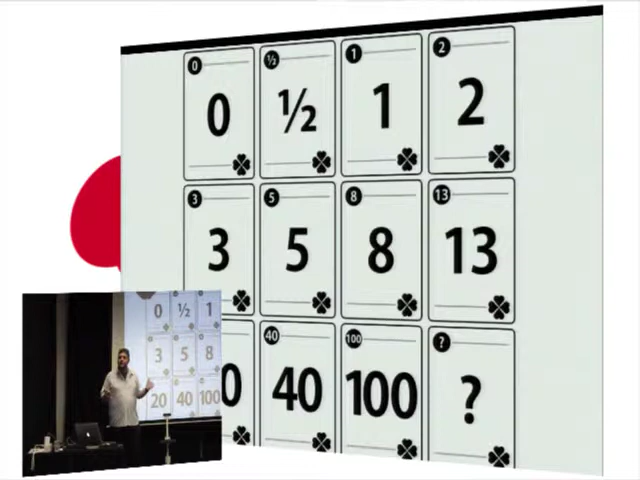 0 ½ 1 2
0 ½ 1 2
3 5 8 13
3 5 8 13
40 100 ?
0 40 100 ?
0 ½ 1
3 5 8
20 40 100